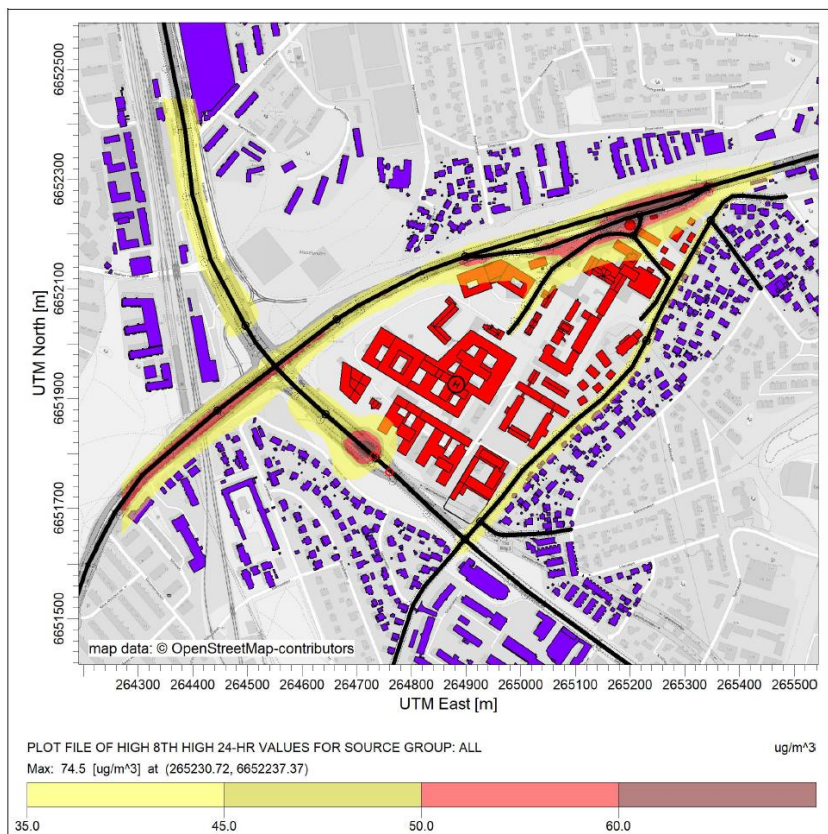 6652500
6652300
6652100
6651900
6651700
6651500
UTM North [m]
H
map data: © OpenStreetMap-contributors
264300 264400 264500 264600 264700 264800 264900 265000 265100 265200 265300 265400 265500
UTM East [m]
PLOT FILE OF HIGH 8TH HIGH 24-HR VALUES FOR SOURCE GROUP: ALL ug/m^3
Max: 74.5 [ug/m^3] at (265230.72, 6652237.37)
35.0 45.0 50.0 60.0